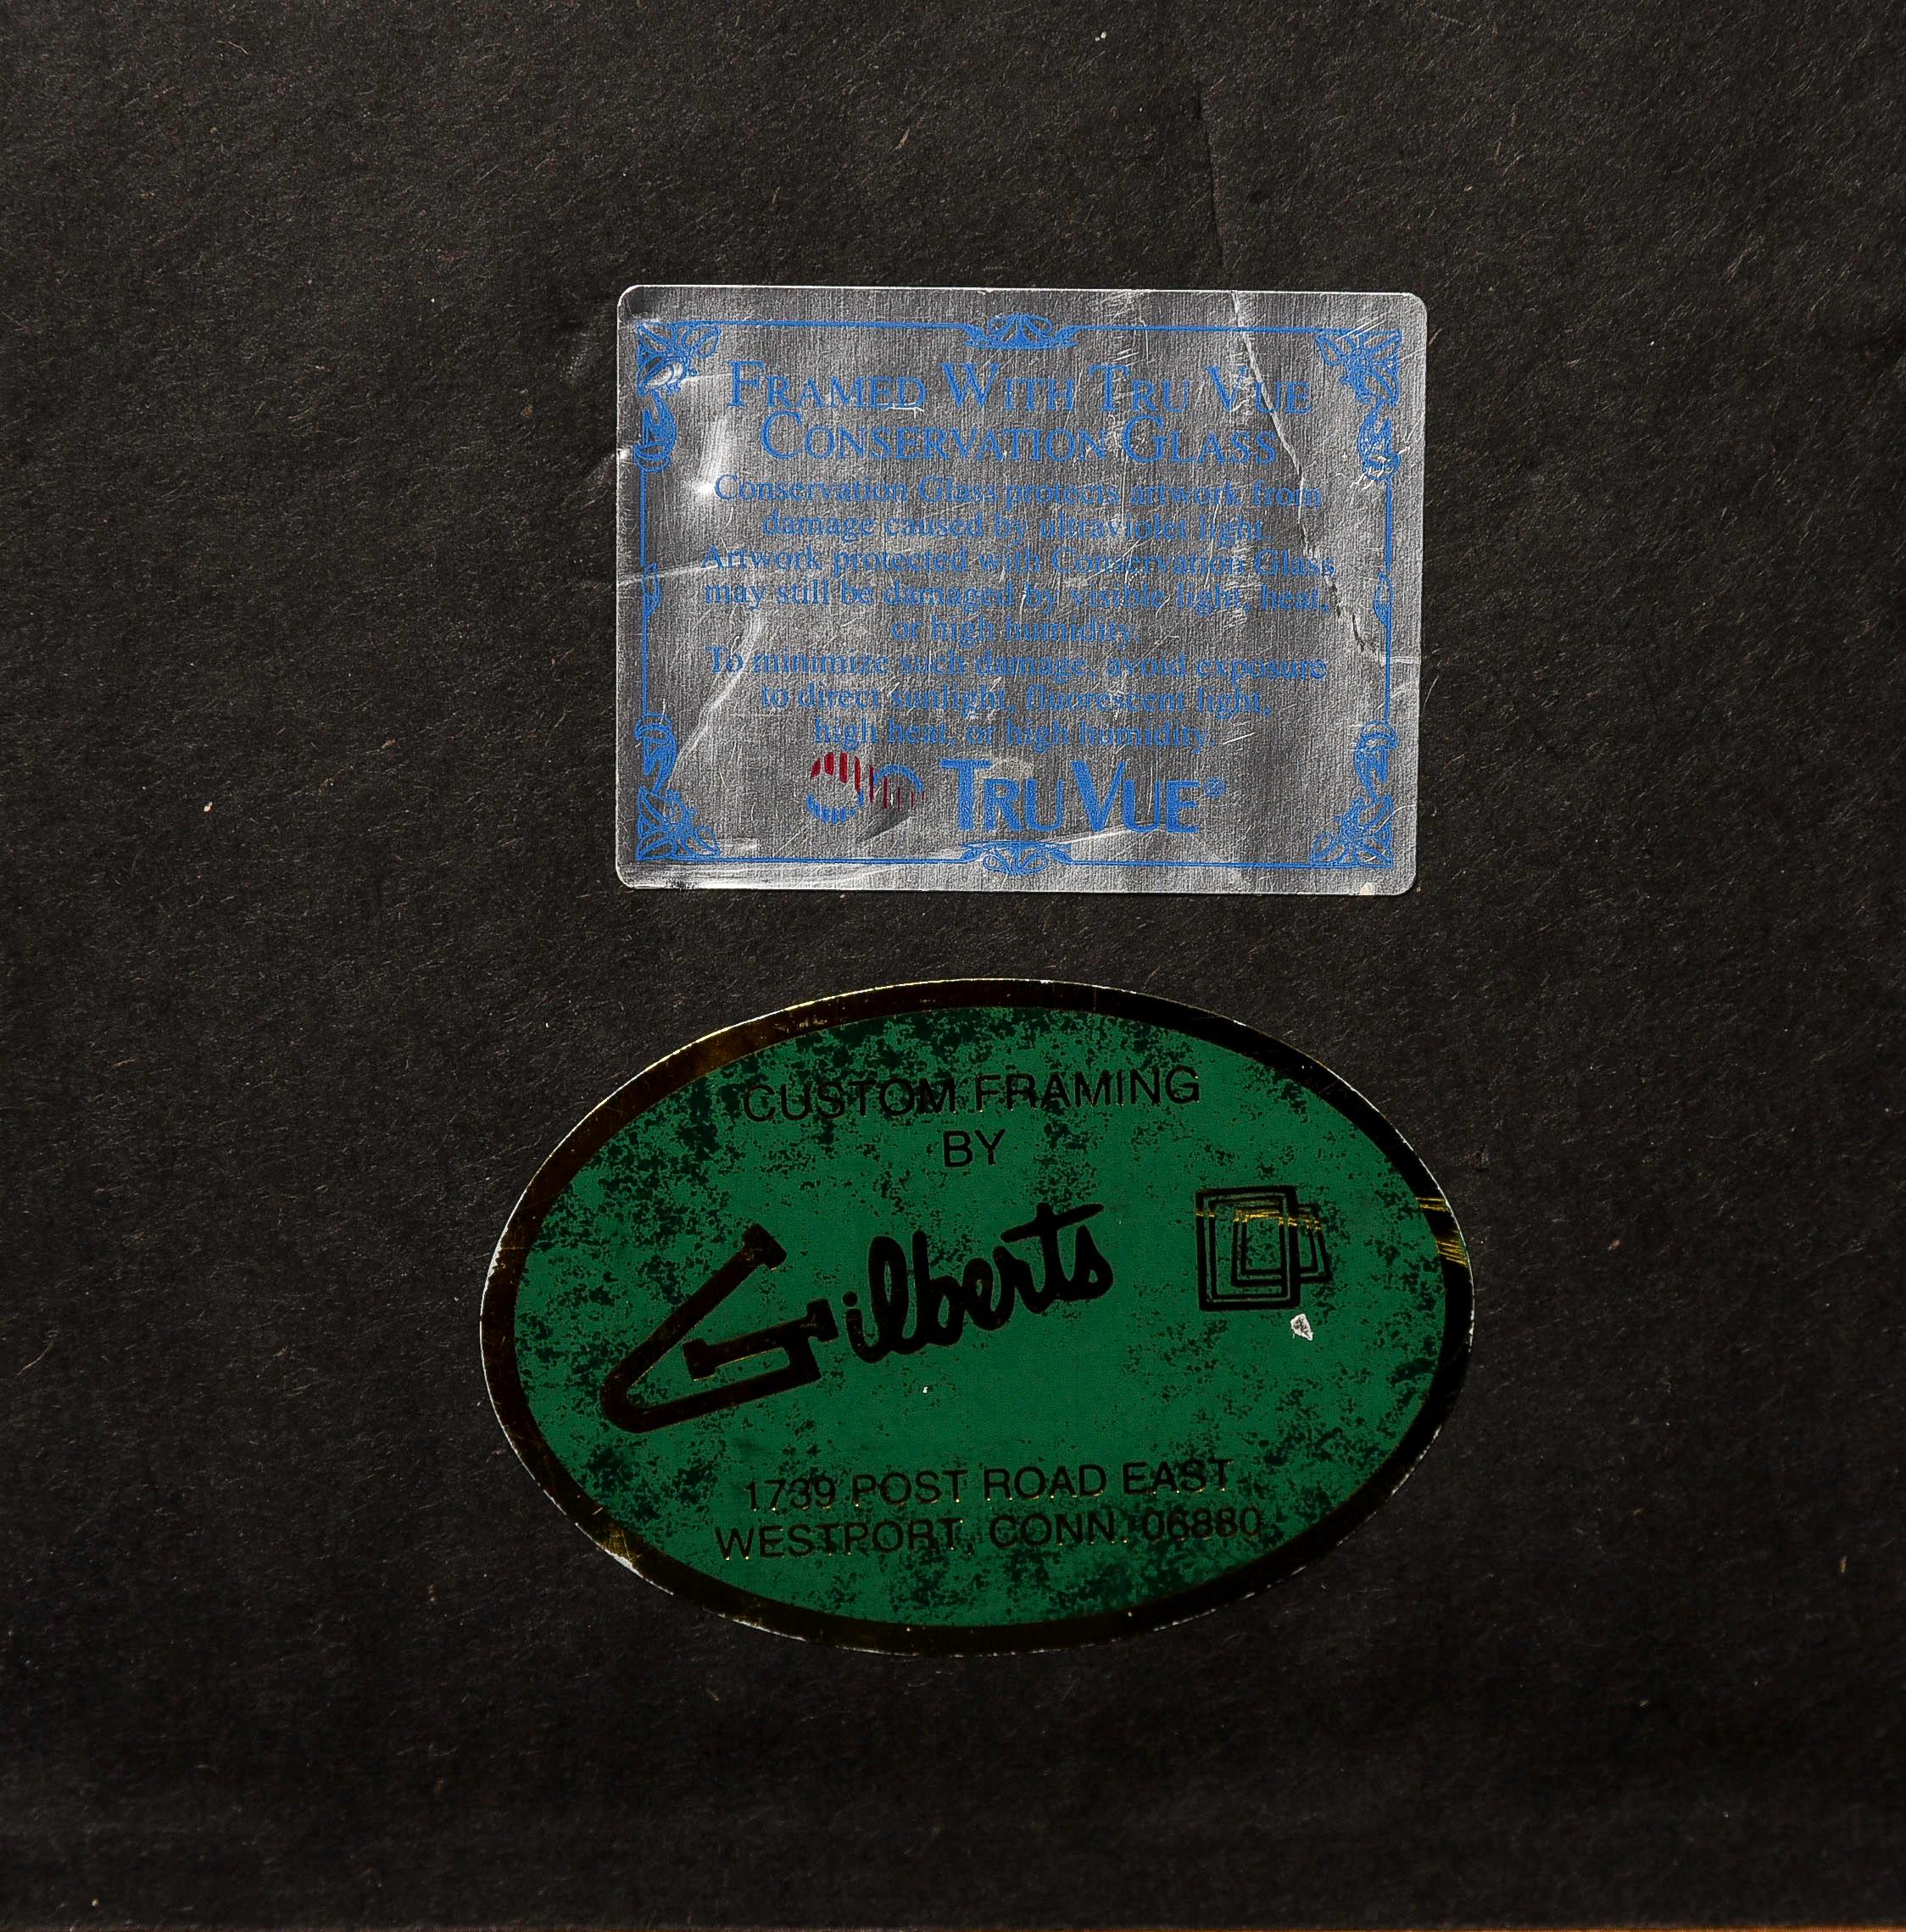 FRAMED WITH TRU VUE
CONSERVATION GLASS
Conservation Glass protects artwork from
damage caused by ultraviolet light.
Artwork protected with Conservation Glass
may still be damaged by visible light, heat,
or high humidity.
To minimize such damage, avoid exposure
to direct sunlight, fluorescent light,
high heat, or high humidity.
TRU VUE®
CUSTOM FRAMING
BY
Gilberts
1739 POST ROAD EAST
WESTPORT, CONN. 06880